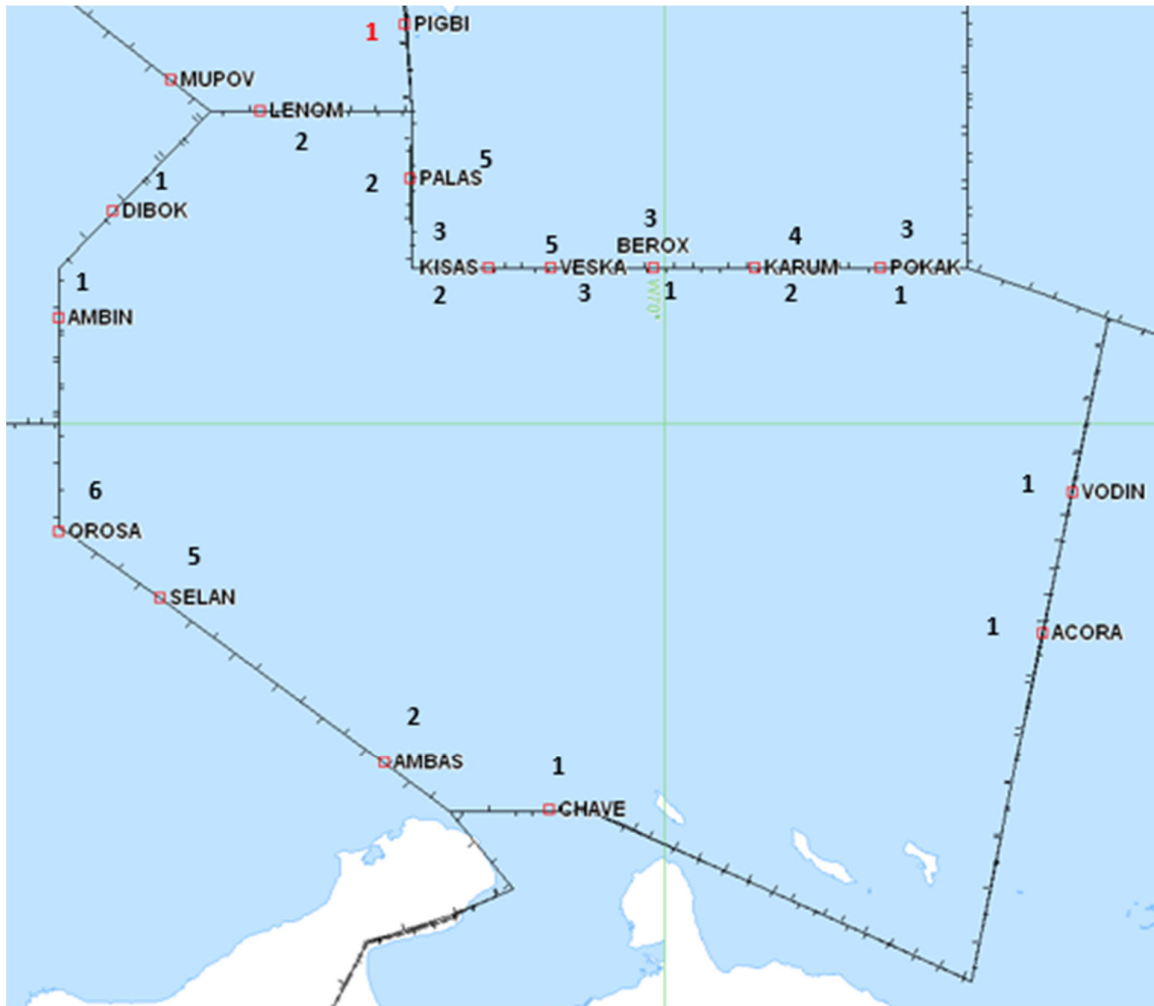 1 PIGBI
MUPOV
LENOM
2
5
2 PALAS
1
DIBOK
3 5 3 4 3
BEROX
KISAS VESKA KARUM POKAK
2 3 1 2 1
W70°
1
AMBIN
6
OROSA
1 VODIN
5
SELAN
1 ACORA
2
AMBAS
1
CHAVE